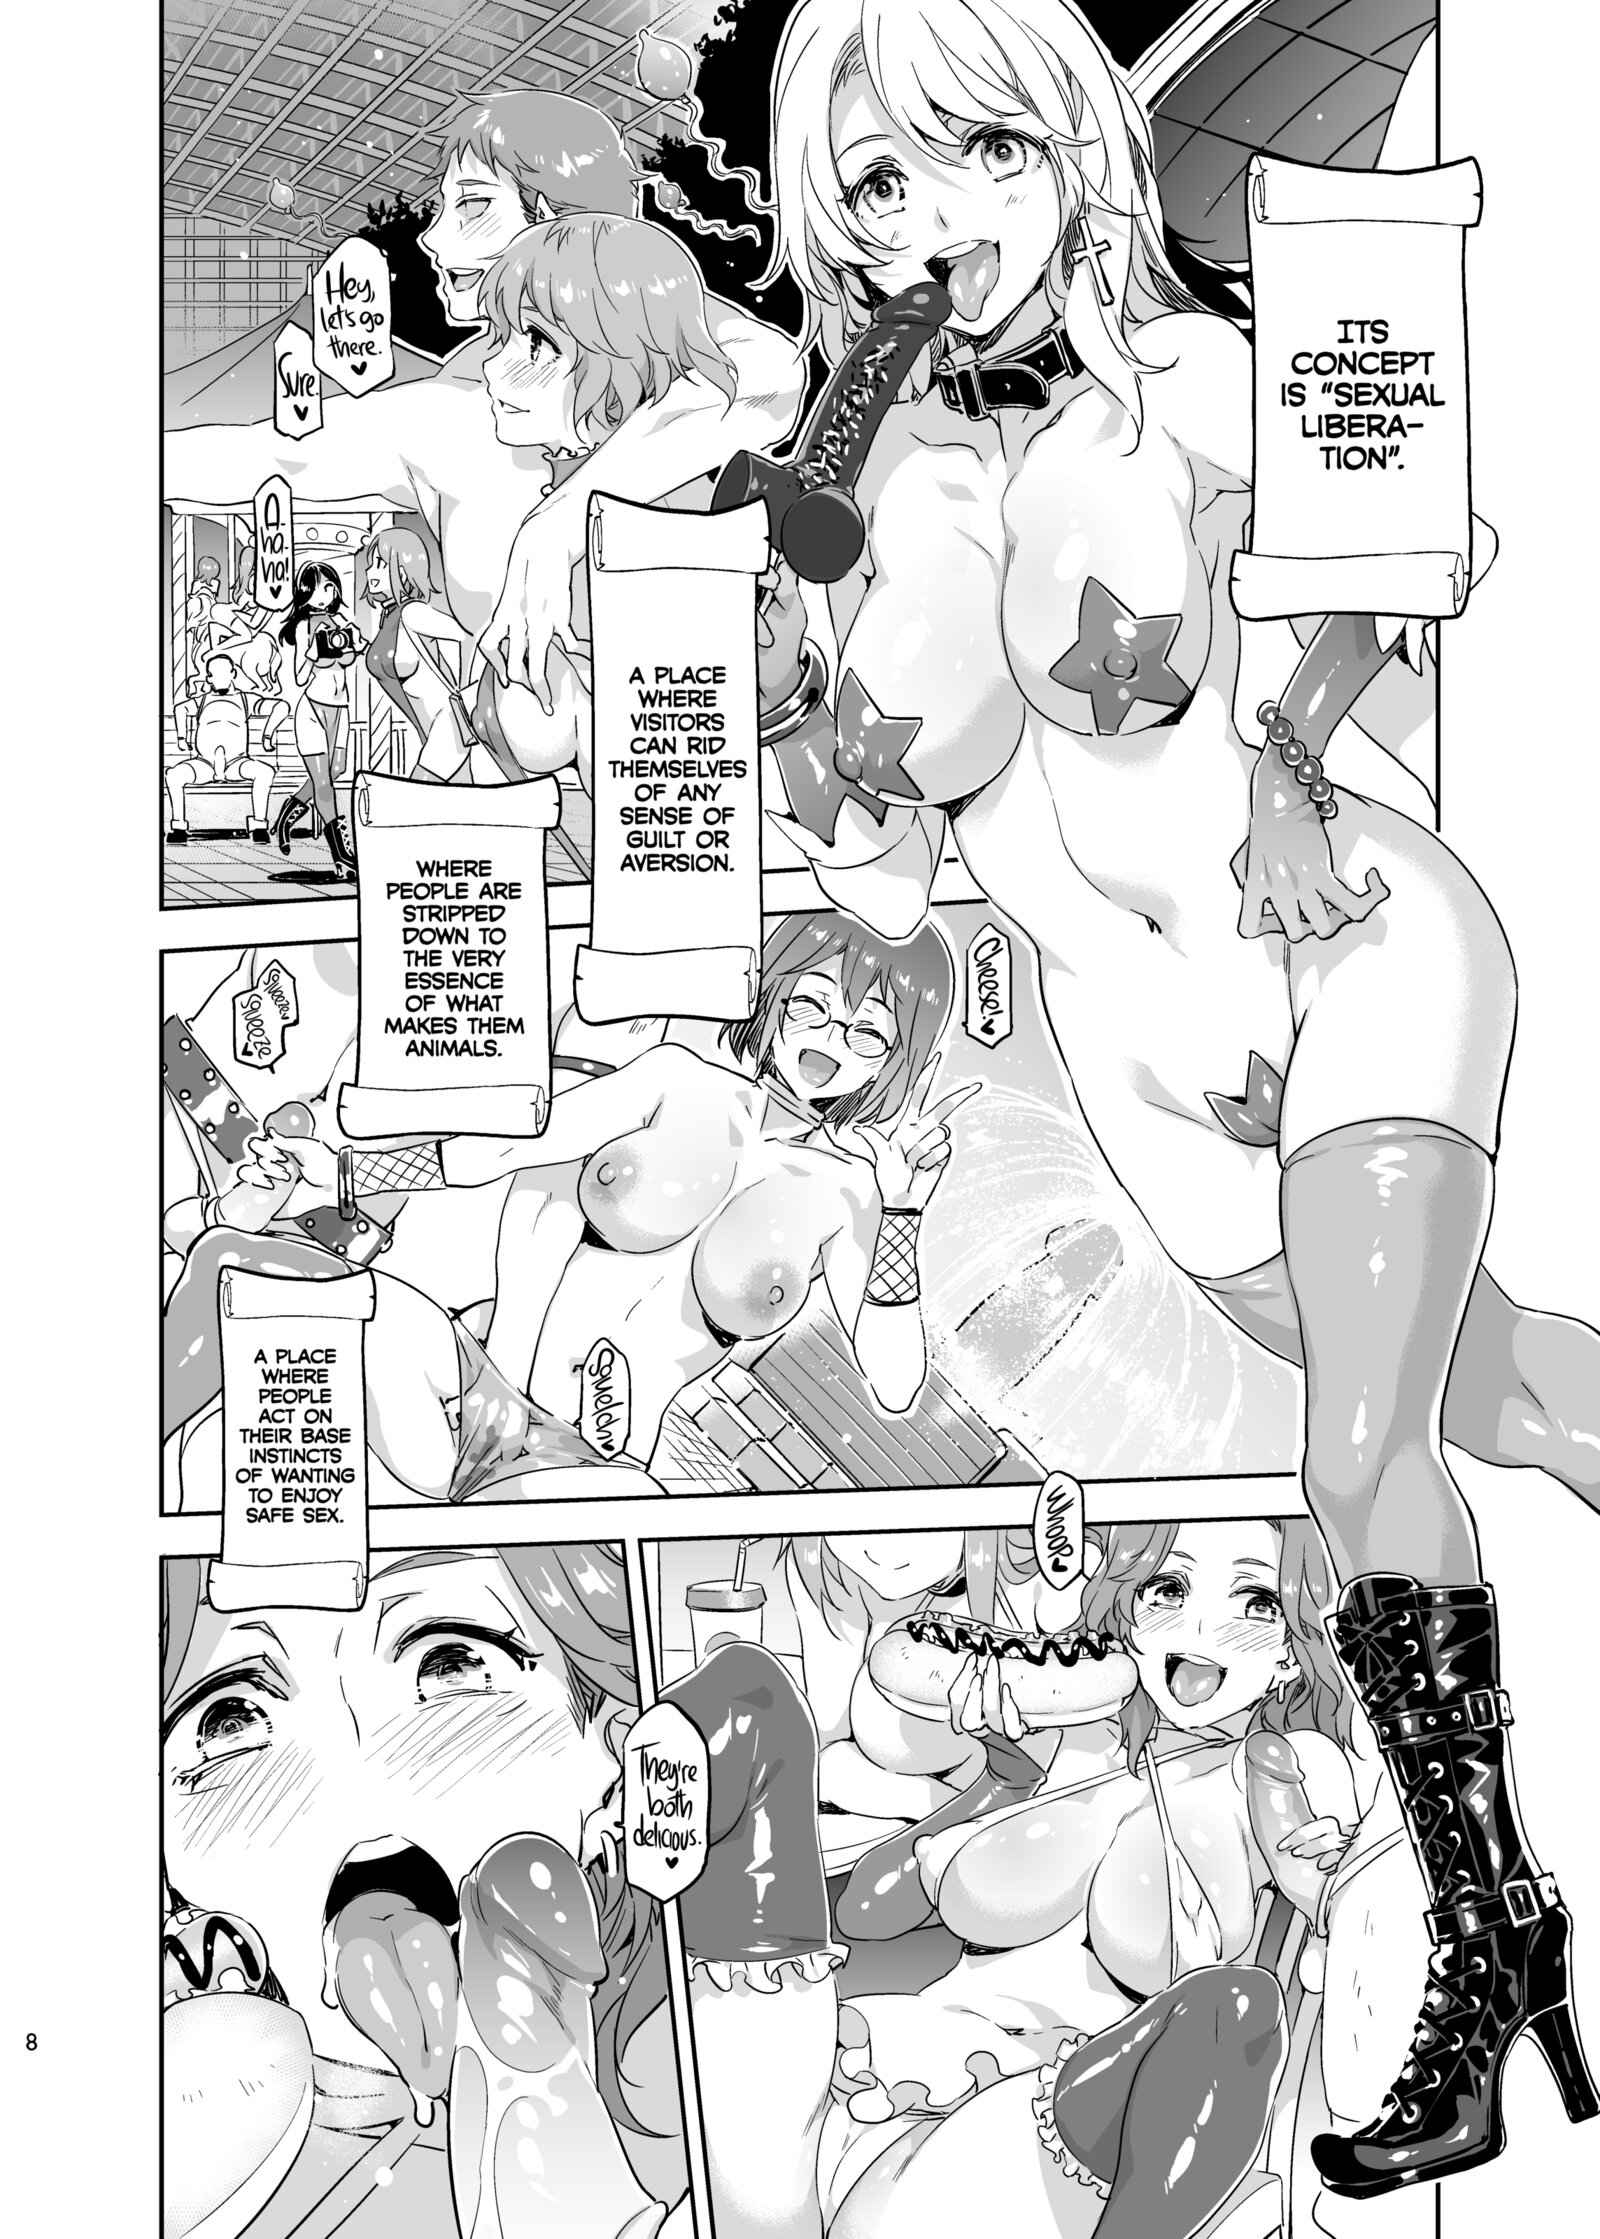 ITS
CONCEPT
IS "SEXUAL
LIBERA-
TION".
Hey,
let's go
there.
Sure.
A-
ha-
ha!
A PLACE
WHERE
VISITORS
CAN RID
THEMSELVES
OF ANY
SENSE OF
GUILT OR
AVERSION.
WHERE
PEOPLE ARE
STRIPPED
DOWN TO
THE VERY
ESSENCE
OF WHAT
MAKES THEM
ANIMALS.
Cheese!
squeeze
squeeze
Squelch
A PLACE
WHERE
PEOPLE
ACT ON
THEIR BASE
INSTINCTS
OF WANTING
TO ENJOY
SAFE SEX.
Whoop
They're
both
delicious.
8